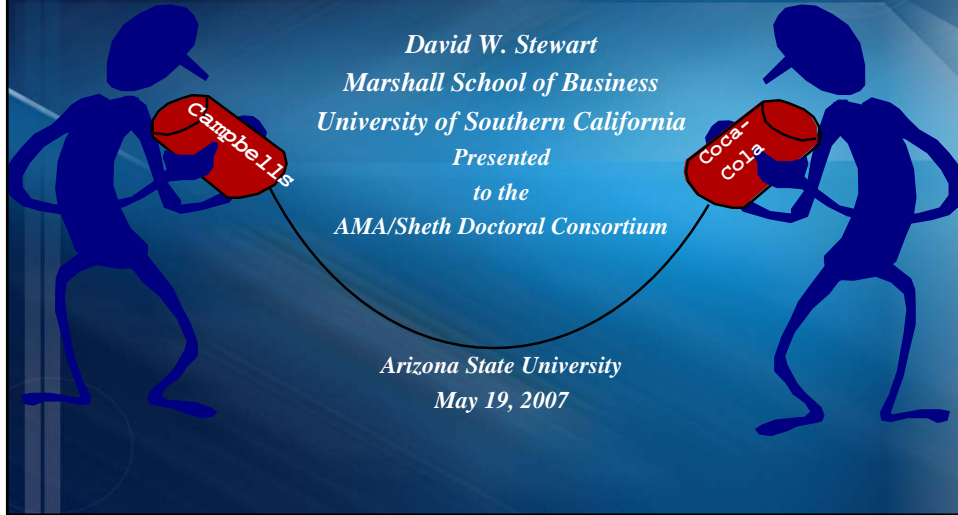 David W. Stewart
Marshall School of Business
University of Southern California
Presented
to the
AMA/Sheth Doctoral Consortium
Campbells
Coca-
Cola
Arizona State University
May 19, 2007